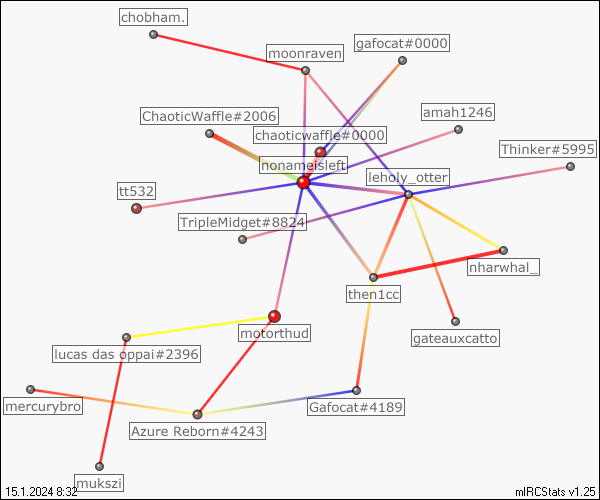 chobham.
gafocat#0000
moonraven
ChaoticWaffle#2006
amah1246
chaoticwaffle#0000
Thinker#5995
nonameisleft
leholy_otter
tt532
TripleMidget#8824
nharwhal_
then1cc
motorthud
gateauxcatto
lucas das oppai#2396
mercurybro
Gafocat#4189
Azure Reborn#4243
mukszi
15.1.2024 8:32
mIRCStats v1.25